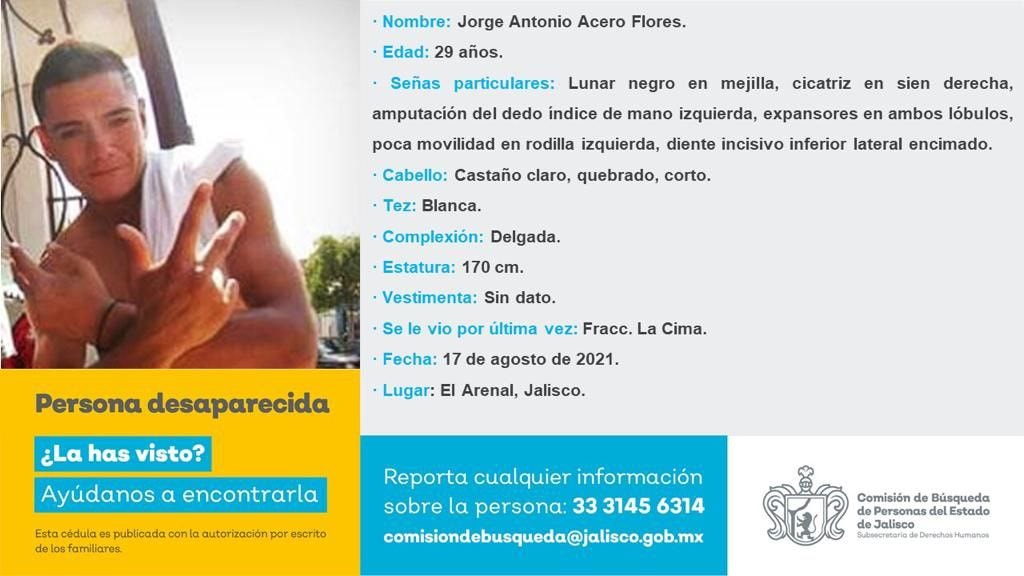 · Nombre: Jorge Antonio Acero Flores.
· Edad: 29 años.
· Señas particulares: Lunar negro en mejilla, cicatriz en sien derecha,
amputación del dedo índice de mano izquierda, expansores en ambos lóbulos,
poca movilidad en rodilla izquierda, diente incisivo inferior lateral encimado.
· Cabello: Castaño claro, quebrado, corto.
· Tez: Blanca.
· Complexión: Delgada.
· Estatura: 170 cm.
· Vestimenta: Sin dato.
· Se le vio por última vez: Fracc. La Cima.
· Fecha: 17 de agosto de 2021.
· Lugar: El Arenal, Jalisco.
Persona desaparecida
¿La has visto?
Ayúdanos a encontrarla
Esta cédula es publicada con la autorización por escrito
de los familiares.
Reporta cualquier información
sobre la persona: 33 3145 6314
comisiondebusqueda@jalisco.gob.mx
Comisión de Búsqueda
de Personas del Estado
de Jalisco
Subsecretaría de Derechos Humanos